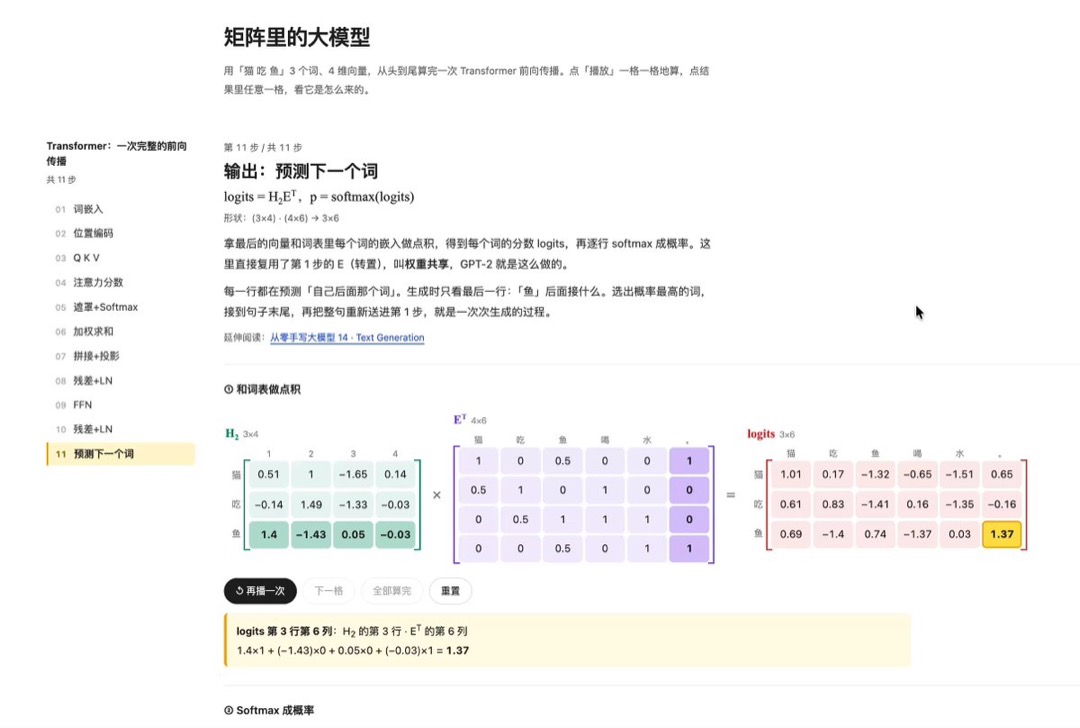 矩阵里的大模型
用「猫 吃 鱼」3 个词、4 维向量，从头到尾算完一次 Transformer 前向传播。点「播放」一格一格地算，点结
果里任意一格，看它是怎么来的。
Transformer：一次完整的前向
传播
共 11 步
01 词嵌入
02 位置编码
03 Q K V
04 注意力分数
05 遮罩+Softmax
06 加权求和
07 拼接+投影
08 残差+LN
09 FFN
10 残差+LN
11 预测下一个词
第 11 步 / 共 11 步
输出：预测下一个词
logits = H₂Eᵀ，p = softmax(logits)
形状：(3×4) · (4×6) → 3×6
拿最后的向量和词表里每个词的嵌入做点积，得到每个词的分数 logits，再逐行 softmax 成概率。这
里直接复用了第 1 步的 E（转置），叫权重共享，GPT-2 就是这么做的。
每一行都在预测「自己后面那个词」。生成时只看最后一行：「鱼」后面接什么。选出概率最高的词，
接到句子末尾，再把整句重新送进第 1 步，就是一次次生成的过程。
延伸阅读：从零手写大模型 14 · Text Generation
① 和词表做点积
H₂ 3×4
1 2 3 4
猫 0.51 1 −1.65 0.14
吃 −0.14 1.49 −1.33 −0.03
鱼 1.4 −1.43 0.05 −0.03
×
Eᵀ 4×6
猫 吃 鱼 喝 水 。
1 0 0.5 0 0 1
0.5 1 0 1 0 0
0 0.5 1 1 1 0
0 0 0.5 0 1 1
=
logits 3×6
猫 吃 鱼 喝 水 。
猫 1.01 0.17 −1.32 −0.65 −1.51 0.65
吃 0.61 0.83 −1.41 0.16 −1.35 −0.16
鱼 0.69 −1.4 0.74 −1.37 0.03 1.37
再播一次 下一格 全部算完 重置
logits 第 3 行第 6 列：H₂ 的第 3 行 · Eᵀ 的第 6 列
1.4×1 + (−1.43)×0 + 0.05×0 + (−0.03)×1 = 1.37
② Softmax 成概率